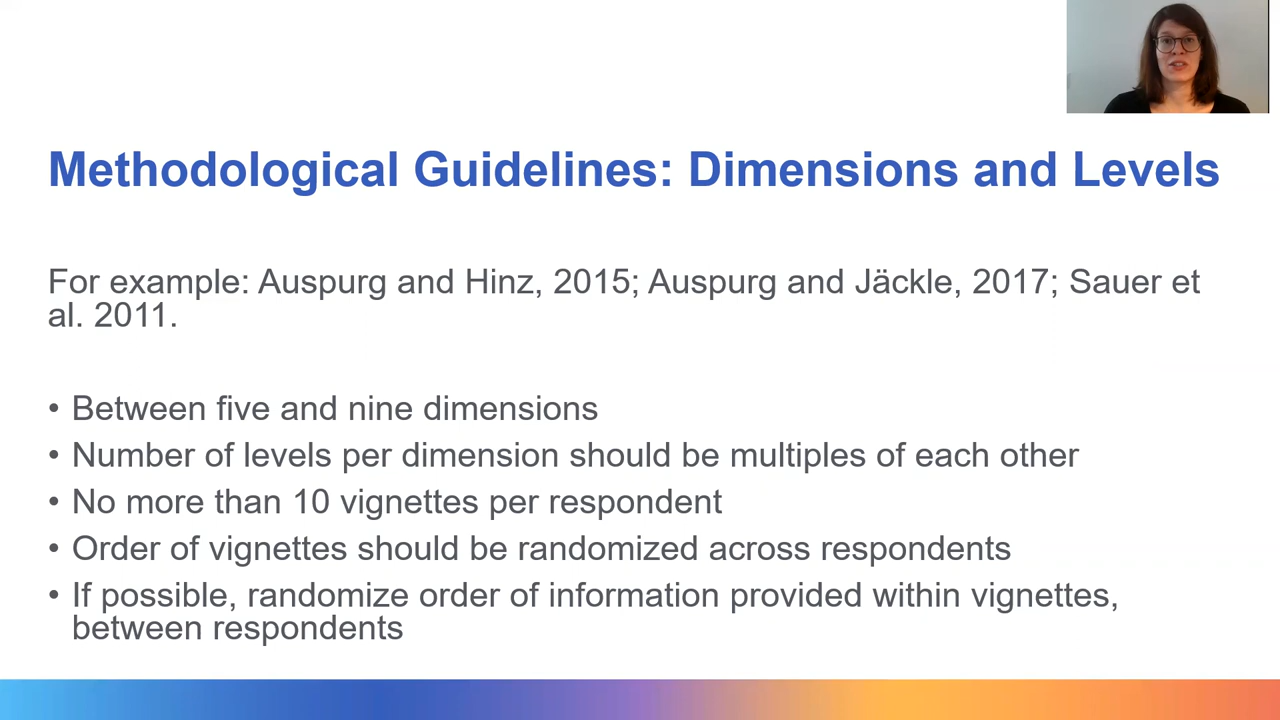 Methodological Guidelines: Dimensions and Levels
For example: Auspurg and Hinz, 2015; Auspurg and Jäckle, 2017; Sauer et
al. 2011.
• Between five and nine dimensions
• Number of levels per dimension should be multiples of each other
• No more than 10 vignettes per respondent
• Order of vignettes should be randomized across respondents
• If possible, randomize order of information provided within vignettes,
between respondents